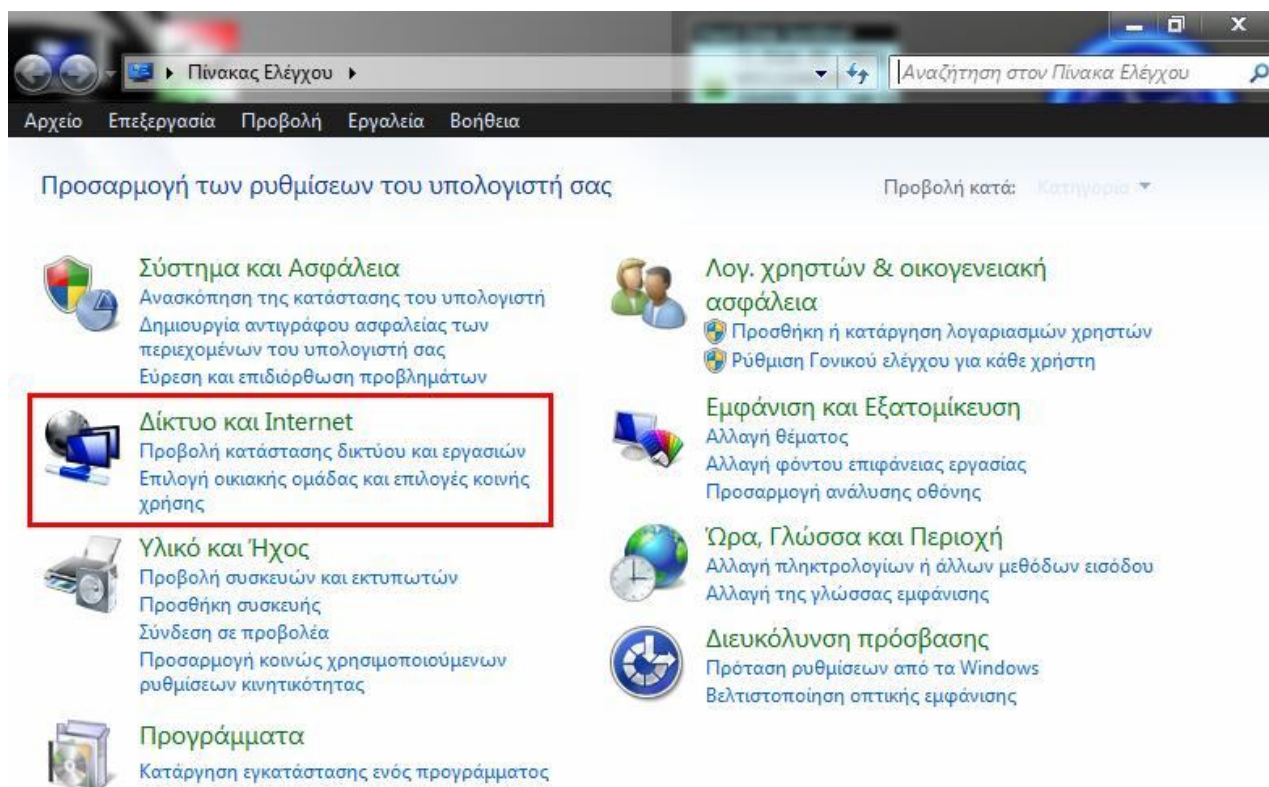 Πίνακας Ελέγχου
Αναζήτηση στον Πίνακα Ελέγχου
Αρχείο Επεξεργασία Προβολή Εργαλεία Βοήθεια
Προσαρμογή των ρυθμίσεων του υπολογιστή σας
Προβολή κατά: Κατηγορία
Σύστημα και Ασφάλεια
Ανασκόπηση της κατάστασης του υπολογιστή
Δημιουργία αντιγράφου ασφαλείας των
περιεχομένων του υπολογιστή σας
Εύρεση και επιδιόρθωση προβλημάτων
Δίκτυο και Internet
Προβολή κατάστασης δικτύου και εργασιών
Επιλογή οικιακής ομάδας και επιλογές κοινής
χρήσης
Υλικό και Ήχος
Προβολή συσκευών και εκτυπωτών
Προσθήκη συσκευής
Σύνδεση σε προβολέα
Προσαρμογή κοινώς χρησιμοποιούμενων
ρυθμίσεων κινητικότητας
Προγράμματα
Κατάργηση εγκατάστασης ενός προγράμματος
Λογ. χρηστών & οικογενειακή
ασφάλεια
Προσθήκη ή κατάργηση λογαριασμών χρηστών
Ρύθμιση Γονικού ελέγχου για κάθε χρήστη
Εμφάνιση και Εξατομίκευση
Αλλαγή θέματος
Αλλαγή φόντου επιφάνειας εργασίας
Προσαρμογή ανάλυσης οθόνης
Ώρα, Γλώσσα και Περιοχή
Αλλαγή πληκτρολογίων ή άλλων μεθόδων εισόδου
Αλλαγή της γλώσσας εμφάνισης
Διευκόλυνση πρόσβασης
Πρόταση ρυθμίσεων από τα Windows
Βελτιστοποίηση οπτικής εμφάνισης